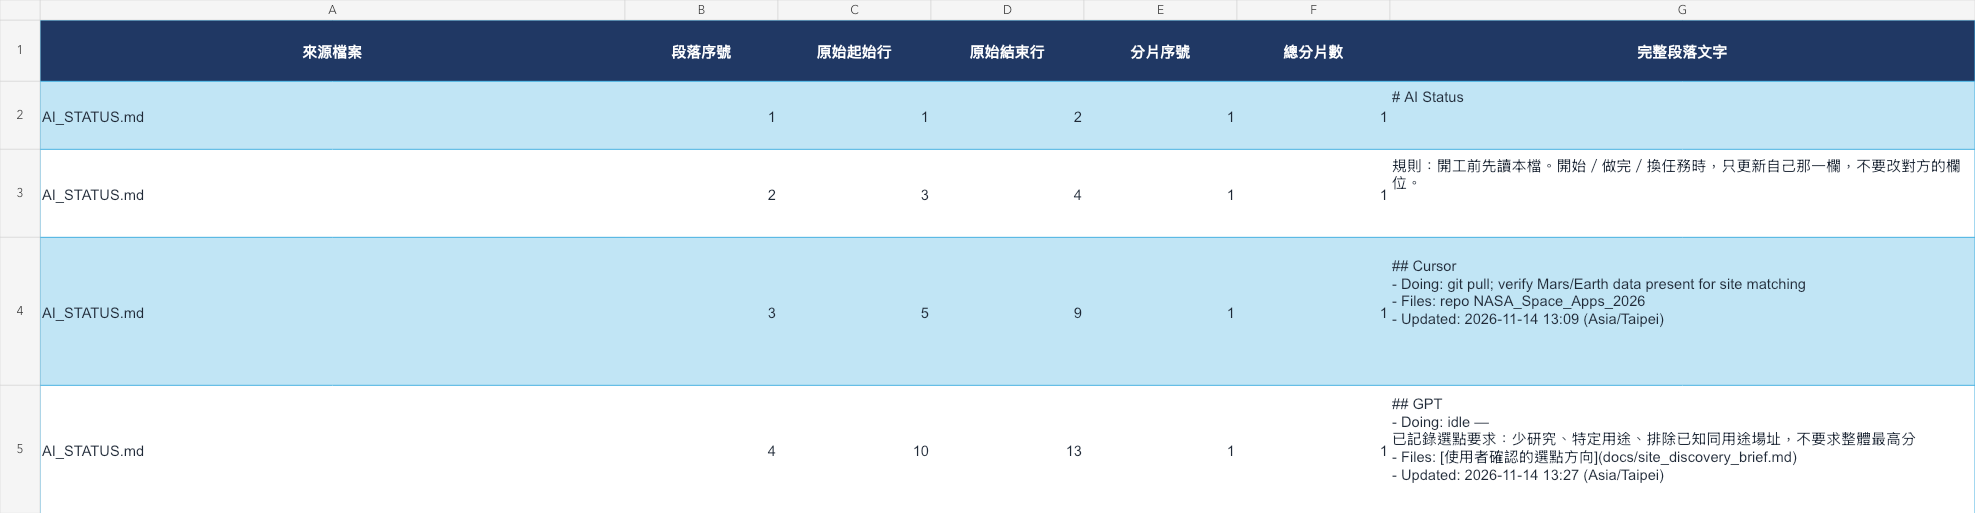 A B C D E F G
1 來源檔案 段落序號 原始起始行 原始結束行 分片序號 總分片數 完整段落文字
2 AI_STATUS.md 1 1 2 1 1 # AI Status
3 AI_STATUS.md 2 3 4 1 1 規則：開工前先讀本檔。開始 / 做完 / 換任務時，只更新自己那一欄，不要改對方的欄
位。
4 AI_STATUS.md 3 5 9 1 1 ## Cursor
- Doing: git pull; verify Mars/Earth data present for site matching
- Files: repo NASA_Space_Apps_2026
- Updated: 2026-11-14 13:09 (Asia/Taipei)
5 AI_STATUS.md 4 10 13 1 1 ## GPT
- Doing: idle —
已記錄選點要求：少研究、特定用途、排除已知同用途場址，不要求整體最高分
- Files: [使用者確認的選點方向](docs/site_discovery_brief.md)
- Updated: 2026-11-14 13:27 (Asia/Taipei)